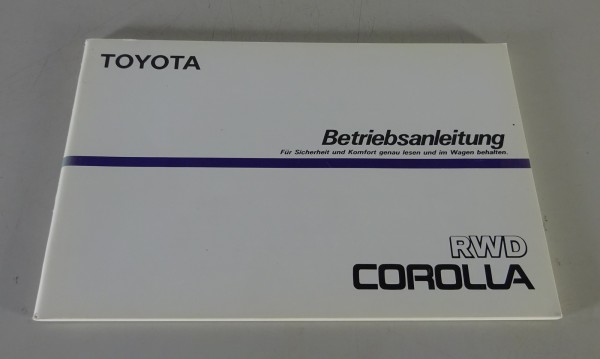 TOYOTA
Betriebsanleitung
Für Sicherheit und Komfort genau lesen und im Wagen behalten.
RWD
COROLLA